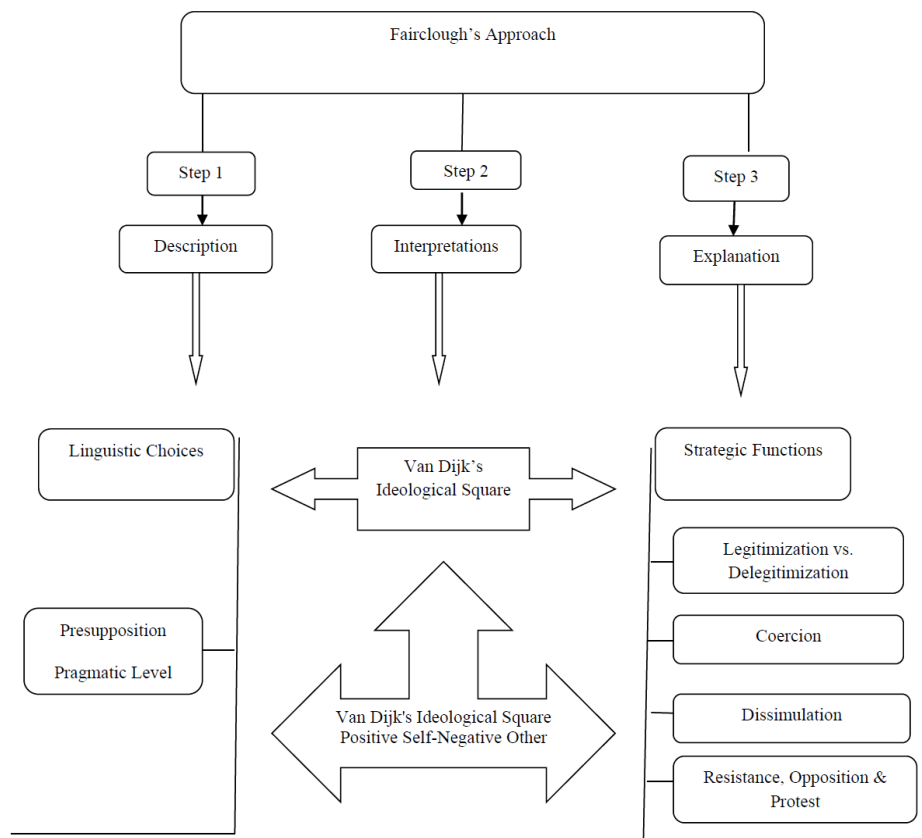 Fairclough’s Approach
Step 1
Step 2
Step 3
Description
Interpretations
Explanation
Linguistic Choices
Van Dijk’s
Ideological Square
Strategic Functions
Legitimization vs.
Delegitimization
Presupposition
Pragmatic Level
Coercion
Van Dijk's Ideological Square
Positive Self-Negative Other
Dissimulation
Resistance, Opposition &
Protest